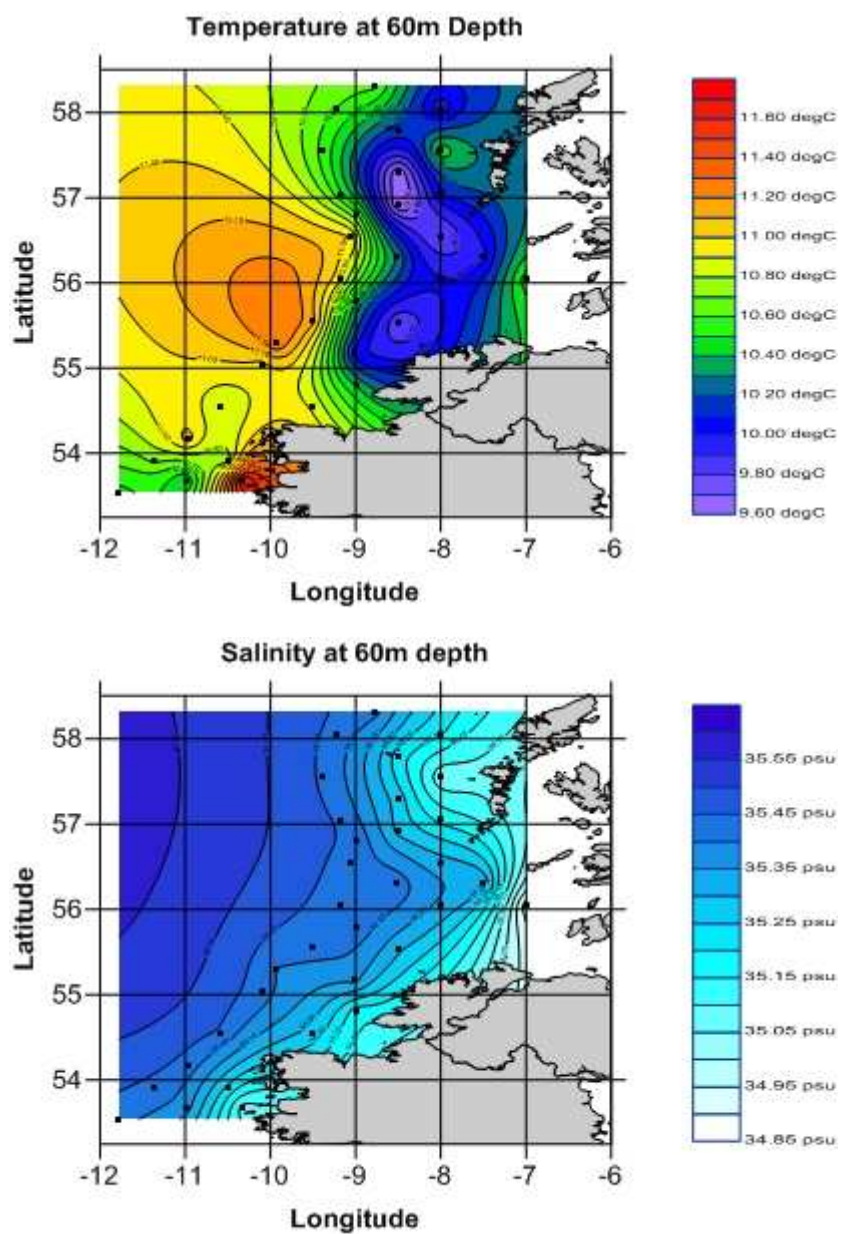 Temperature at 60m Depth
58
57
56
55
54
-12 -11 -10 -9 -8 -7 -6
Latitude
Longitude
11.60 degC
11.40 degC
11.20 degC
11.00 degC
10.80 degC
10.60 degC
10.40 degC
10.20 degC
10.00 degC
9.80 degC
9.60 degC
Salinity at 60m depth
58
57
56
55
54
-12 -11 -10 -9 -8 -7 -6
Latitude
Longitude
35.55 psu
35.45 psu
35.35 psu
35.25 psu
35.15 psu
35.05 psu
34.95 psu
34.85 psu